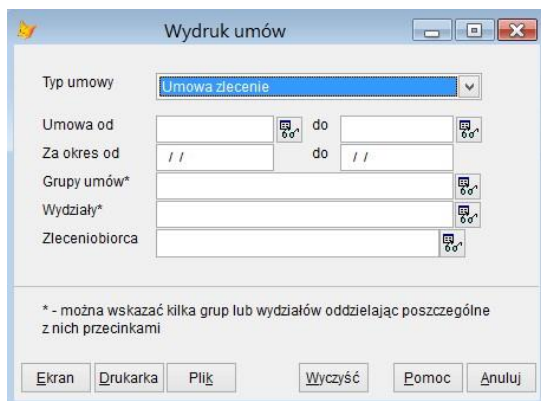 Wydruk umów
Typ umowy Umowa zlecenie
Umowa od do
Za okres od / / do / /
Grupy umów*
Wydziały*
Zleceniobiorca
* - można wskazać kilka grup lub wydziałów oddzielając poszczególne
z nich przecinkami
Ekran Drukarka Plik Wyczyść Pomoc Anuluj